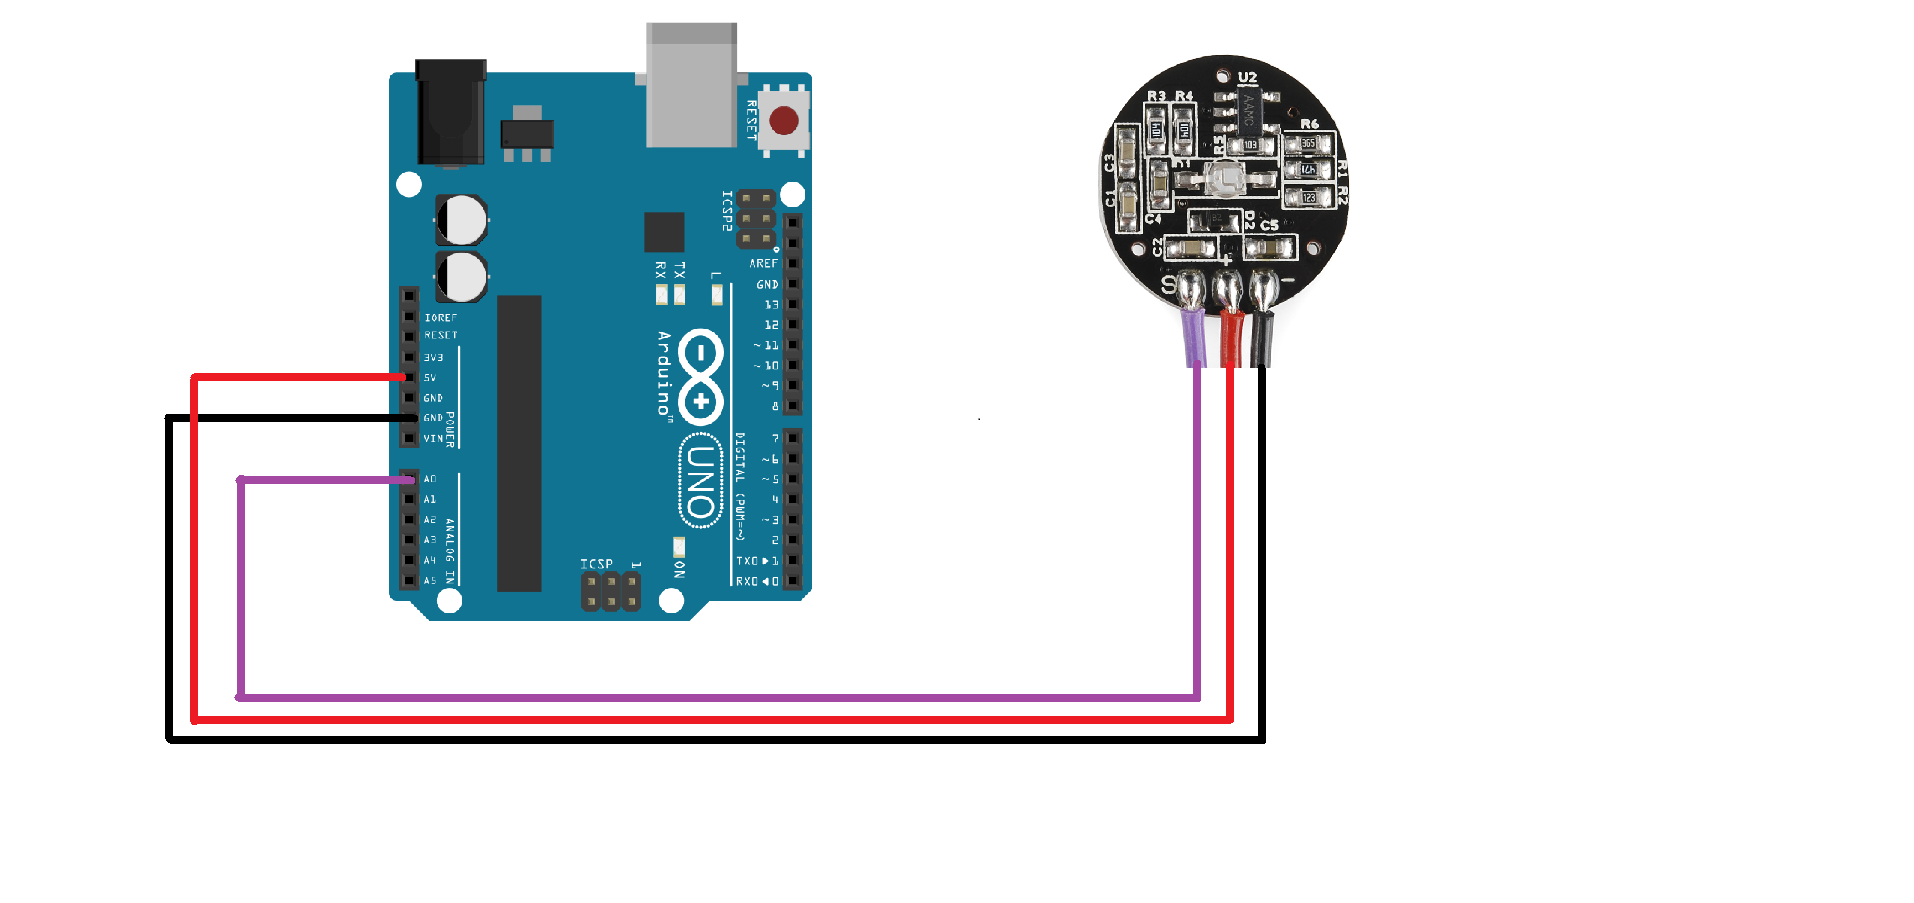 RESET
ICSP2
AREF
GND
13
12
~11
~10
~9
8
7
~6
~5
4
~3
2
TX0▶1
RX0◀0
DIGITAL (PWM=~)
RX
TX
L
Arduino™
UNO
ON
ICSP
1
IOREF
RESET
3V3
5V
GND
GND
VIN
POWER
A0
A1
A2
A3
A4
A5
ANALOG IN
U2
R3
R4
104
104
R6
365
103
C3
R1
C1
R2
123
C4
D2
C5
C2
S
+
-